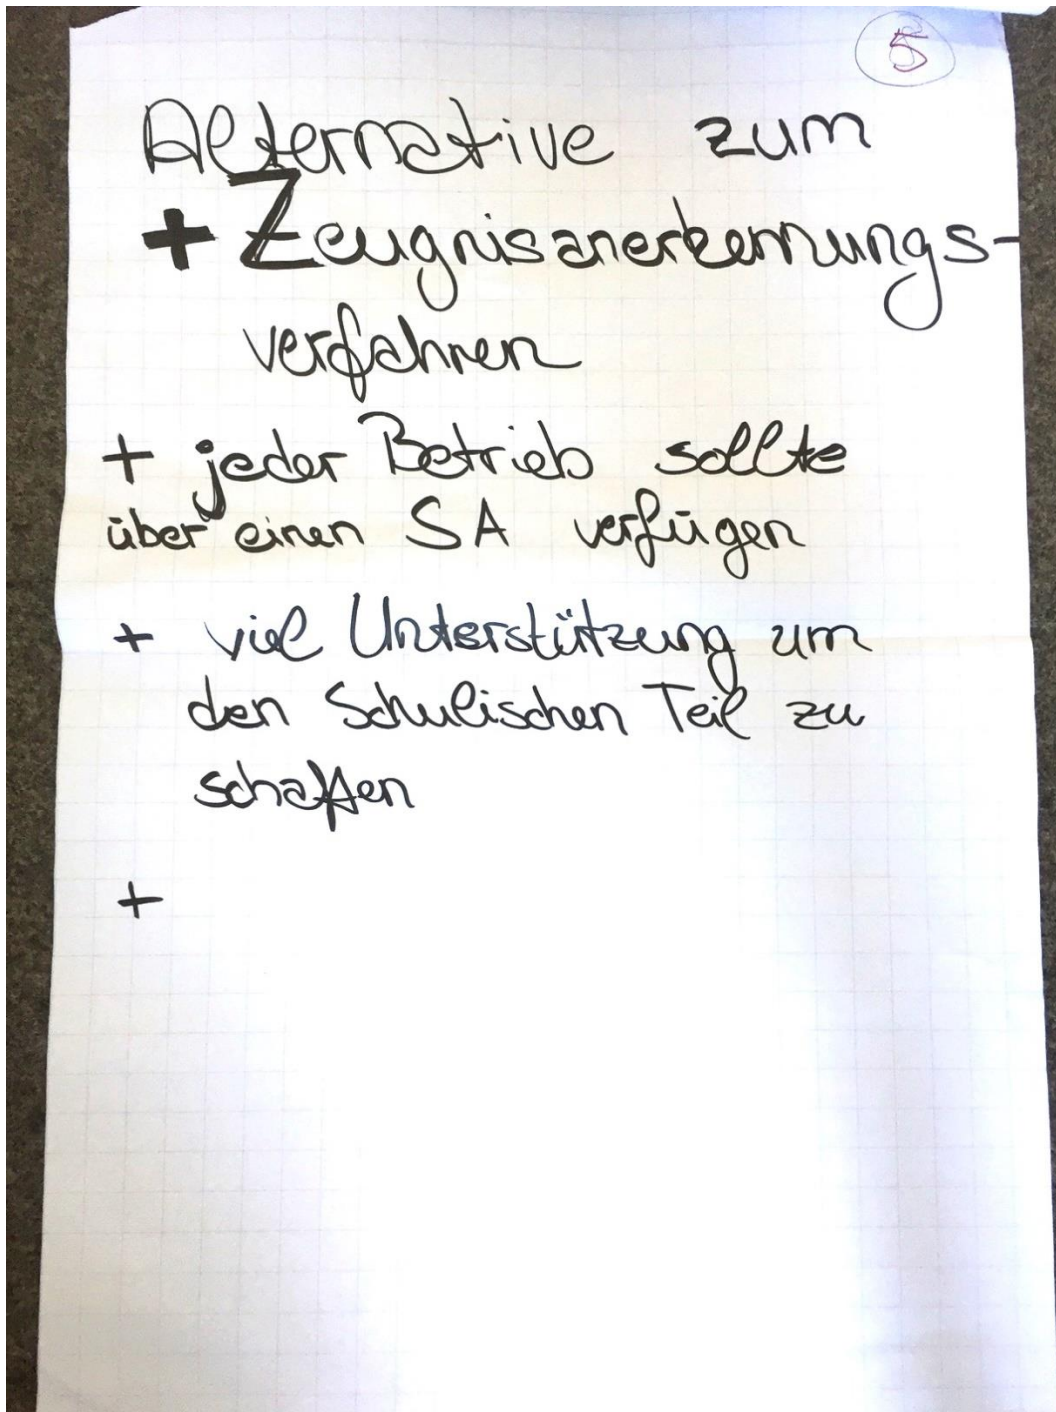 5
Alternative zum
+ Zeugnisanerkennungs-
verfahren
+ jeder Betrieb sollte
über einen SA verfügen
+ viel Unterstützung um
den Schulischen Teil zu
schaffen
+